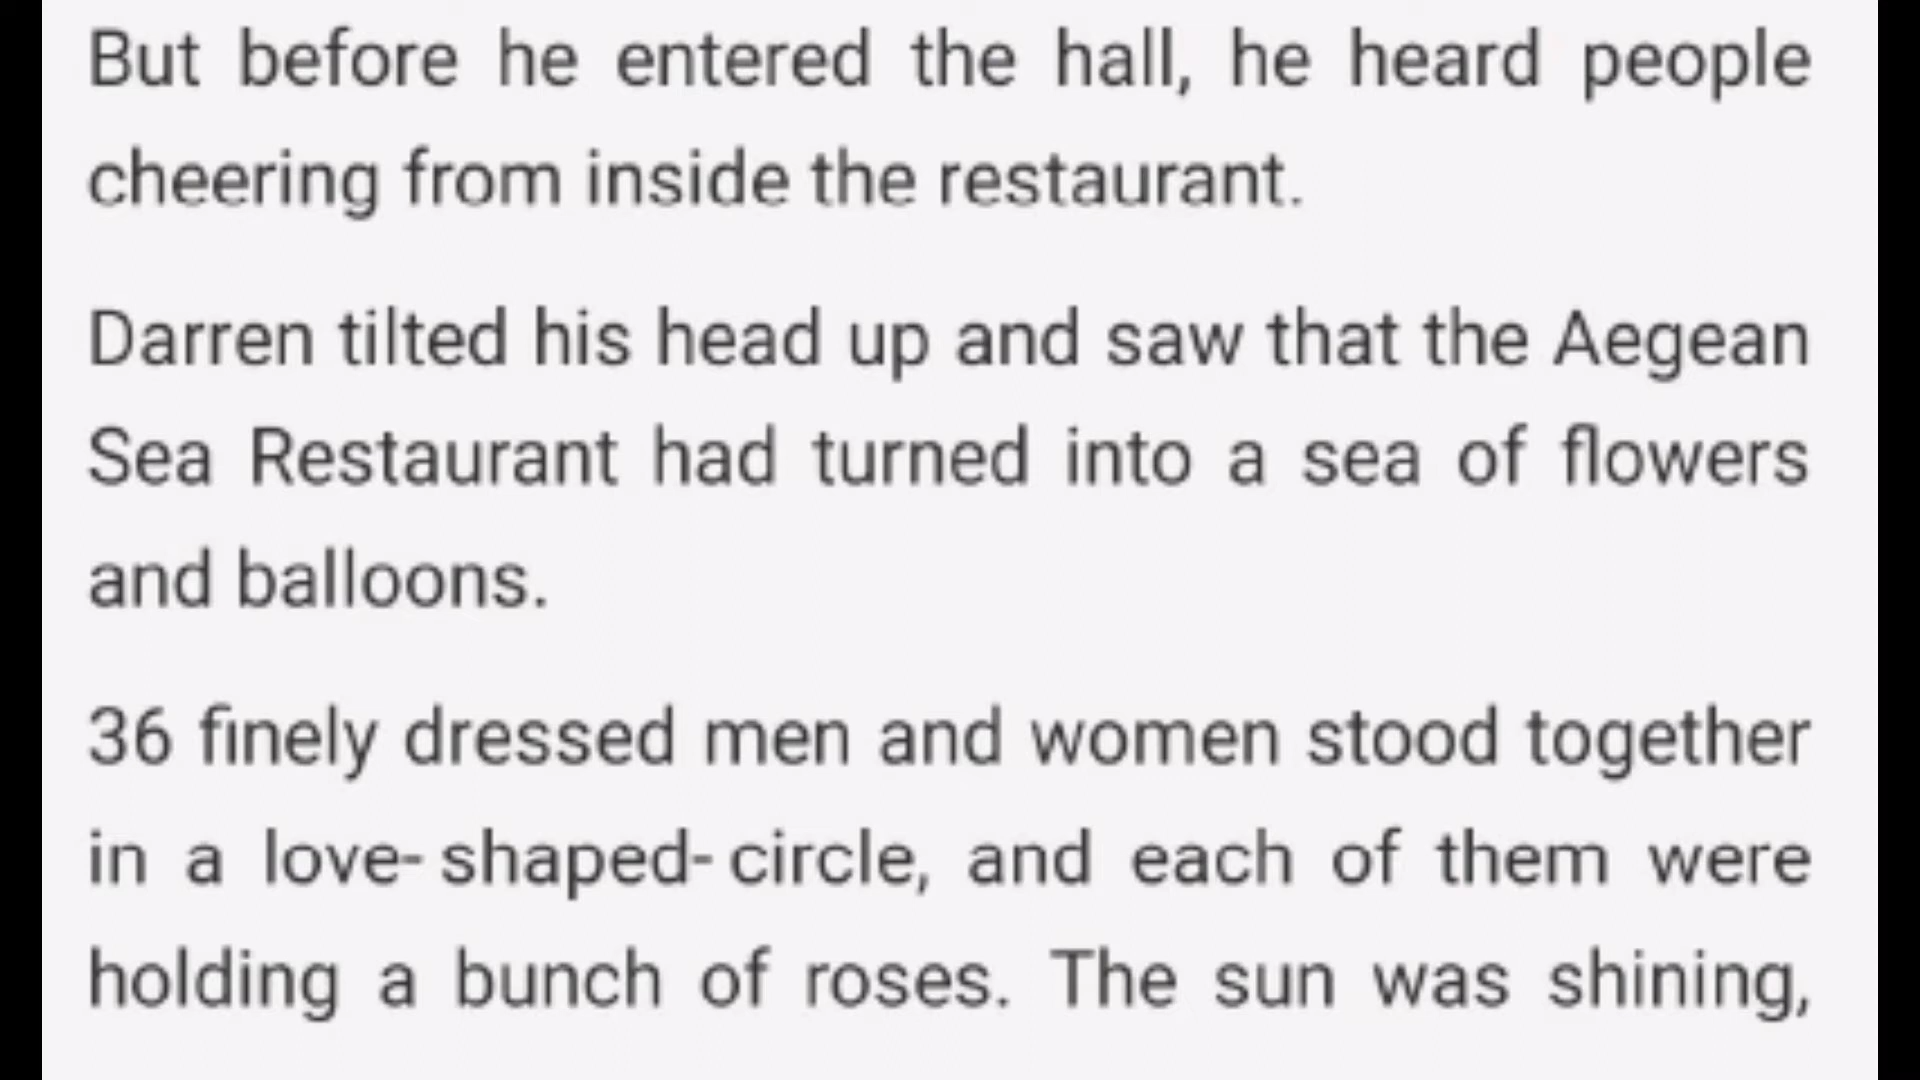 But before he entered the hall, he heard people
cheering from inside the restaurant.
Darren tilted his head up and saw that the Aegean
Sea Restaurant had turned into a sea of flowers
and balloons.
36 finely dressed men and women stood together
in a love- shaped- circle, and each of them were
holding a bunch of roses. The sun was shining,